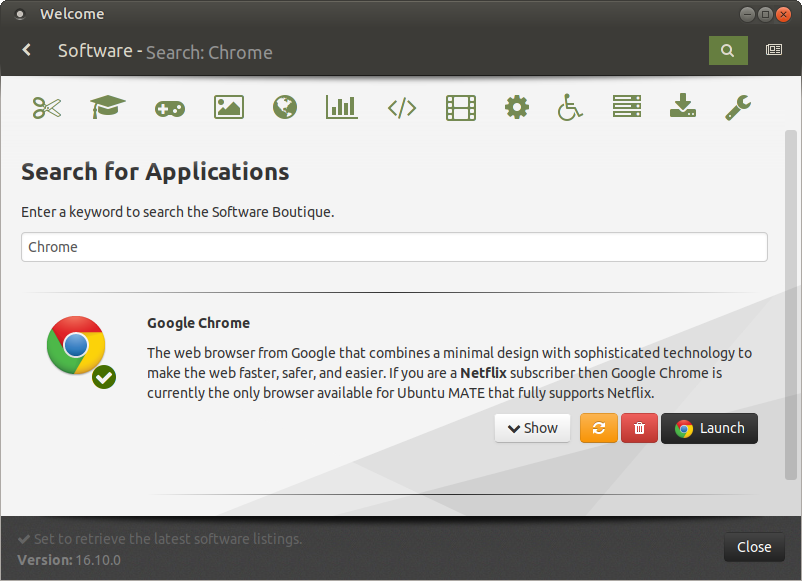 Welcome
Software - Search: Chrome
Search for Applications
Enter a keyword to search the Software Boutique.
Chrome
Google Chrome
The web browser from Google that combines a minimal design with sophisticated technology to
make the web faster, safer, and easier. If you are a Netflix subscriber then Google Chrome is
currently the only browser available for Ubuntu MATE that fully supports Netflix.
Show
Launch
Set to retrieve the latest software listings.
Version: 16.10.0
Close